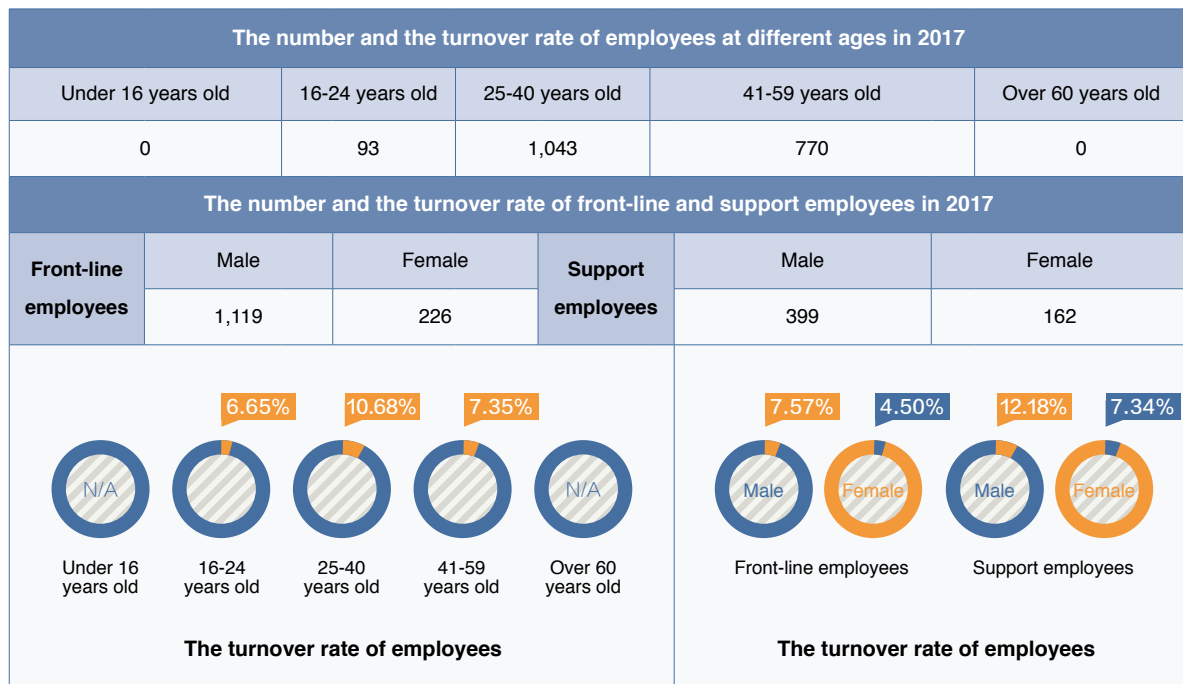 The number and the turnover rate of employees at different ages in 2017
Under 16 years old 16-24 years old 25-40 years old 41-59 years old Over 60 years old
0 93 1,043 770 0
The number and the turnover rate of front-line and support employees in 2017
Front-line employees Male Female Support employees Male Female
1,119 226 399 162
6.65% 10.68% 7.35%
N/A N/A
Under 16 years old 16-24 years old 25-40 years old 41-59 years old Over 60 years old
The turnover rate of employees
7.57% 4.50% 12.18% 7.34%
Male Female Male Female
Front-line employees Support employees
The turnover rate of employees